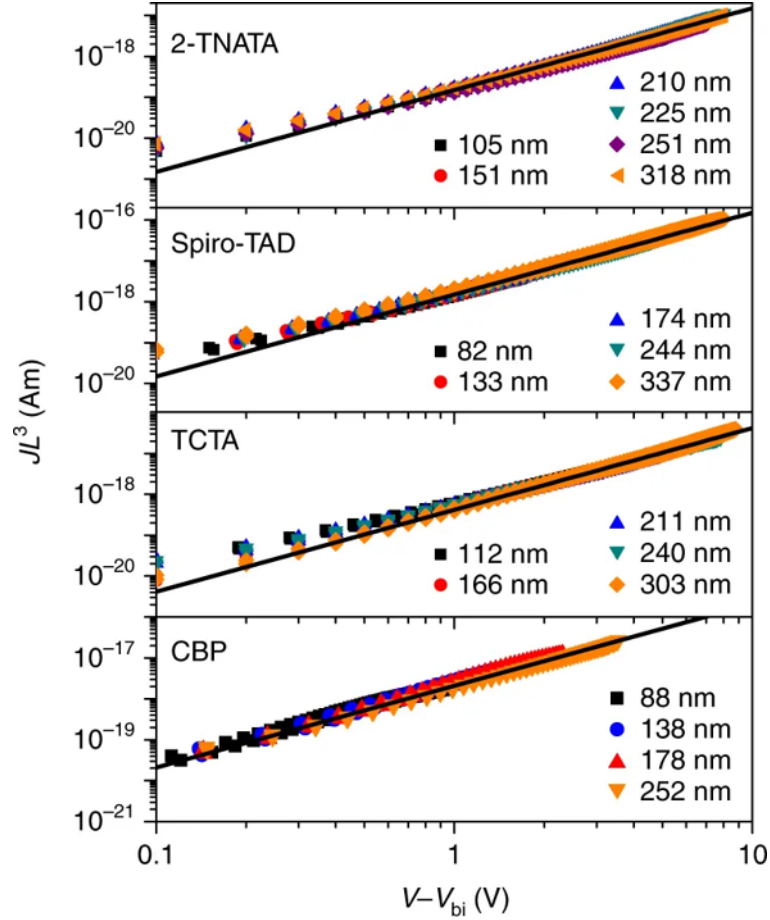 10⁻¹⁸
10⁻²⁰
2-TNATA
105 nm
151 nm
210 nm
225 nm
251 nm
318 nm
10⁻¹⁶
10⁻¹⁸
10⁻²⁰
Spiro-TAD
82 nm
133 nm
174 nm
244 nm
337 nm
JL³ (Am)
10⁻¹⁸
10⁻²⁰
TCTA
112 nm
166 nm
211 nm
240 nm
303 nm
10⁻¹⁷
10⁻¹⁹
10⁻²¹
CBP
88 nm
138 nm
178 nm
252 nm
0.1
1
10
V–V_bi (V)